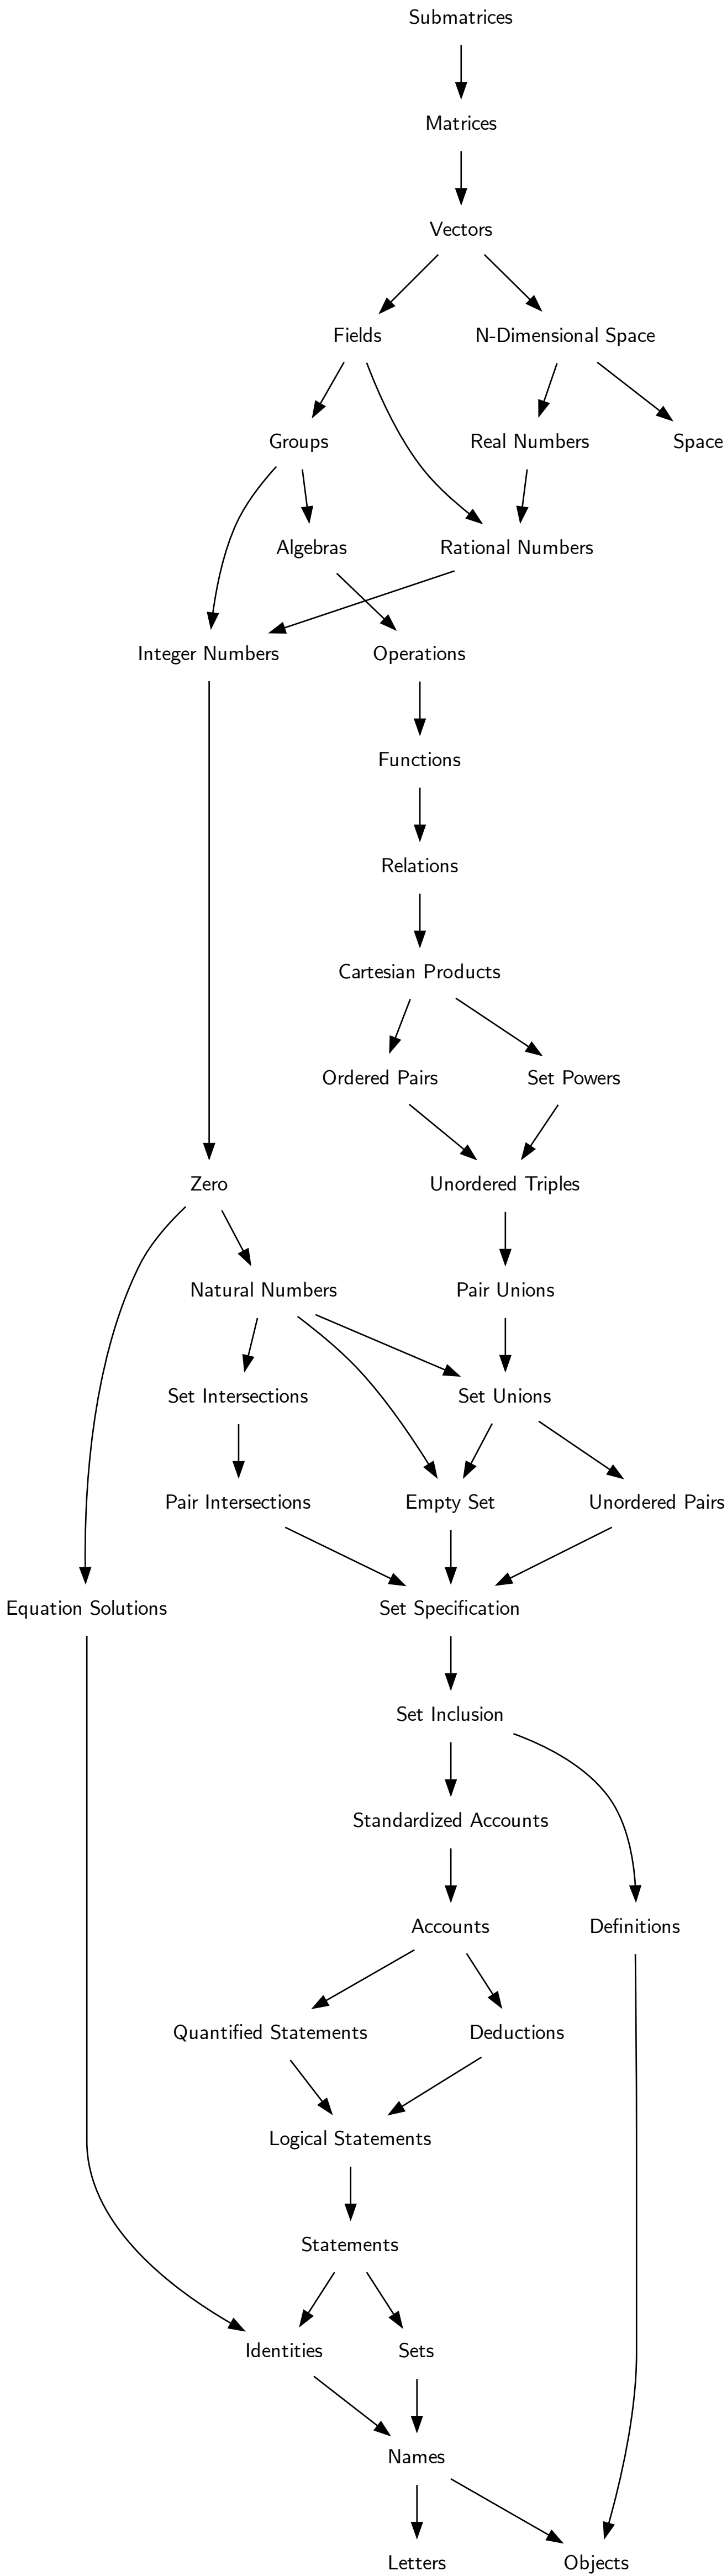 Submatrices
Matrices
Vectors
Fields
N-Dimensional Space
Groups
Real Numbers
Space
Algebras
Rational Numbers
Integer Numbers
Operations
Functions
Relations
Cartesian Products
Ordered Pairs
Set Powers
Zero
Unordered Triples
Natural Numbers
Pair Unions
Set Intersections
Set Unions
Pair Intersections
Empty Set
Unordered Pairs
Equation Solutions
Set Specification
Set Inclusion
Standardized Accounts
Accounts
Definitions
Quantified Statements
Deductions
Logical Statements
Statements
Identities
Sets
Names
Letters
Objects